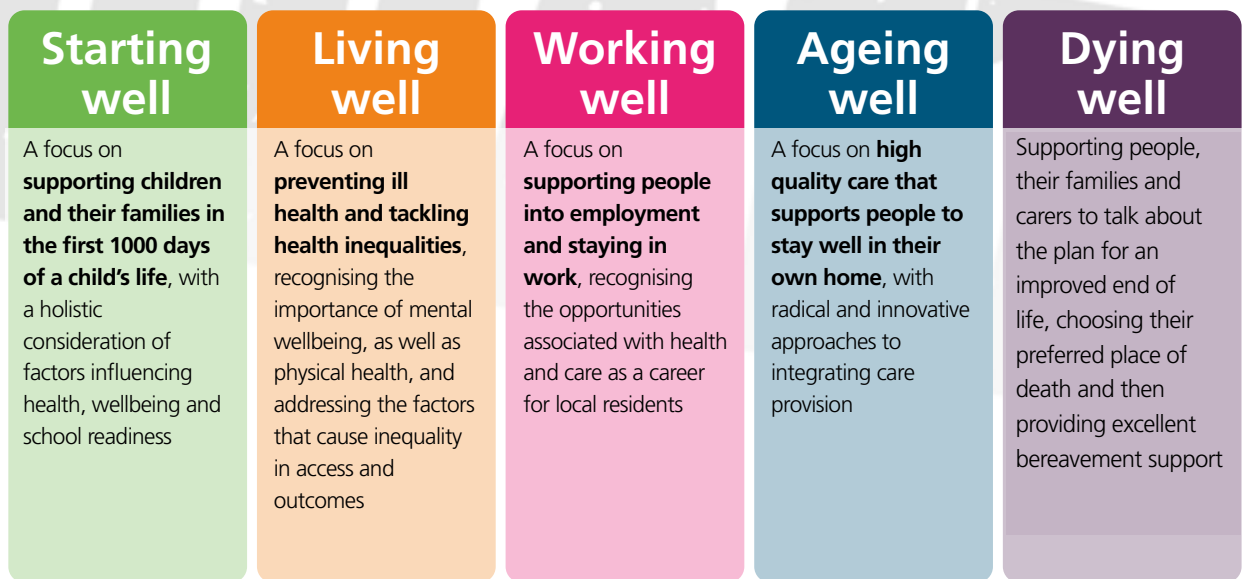 Starting
well
A focus on
supporting children
and their families in
the first 1000 days
of a child's life, with
a holistic
consideration of
factors influencing
health, wellbeing and
school readiness
Living
well
A focus on
preventing ill
health and tackling
health inequalities,
recognising the
importance of mental
wellbeing, as well as
physical health, and
addressing the factors
that cause inequality
in access and
outcomes
Working
well
A focus on
supporting people
into employment
and staying in
work, recognising
the opportunities
associated with health
and care as a career
for local residents
Ageing
well
A focus on high
quality care that
supports people to
stay well in their
own home, with
radical and innovative
approaches to
integrating care
provision
Dying
well
Supporting people,
their families and
carers to talk about
the plan for an
improved end of
life, choosing their
preferred place of
death and then
providing excellent
bereavement support